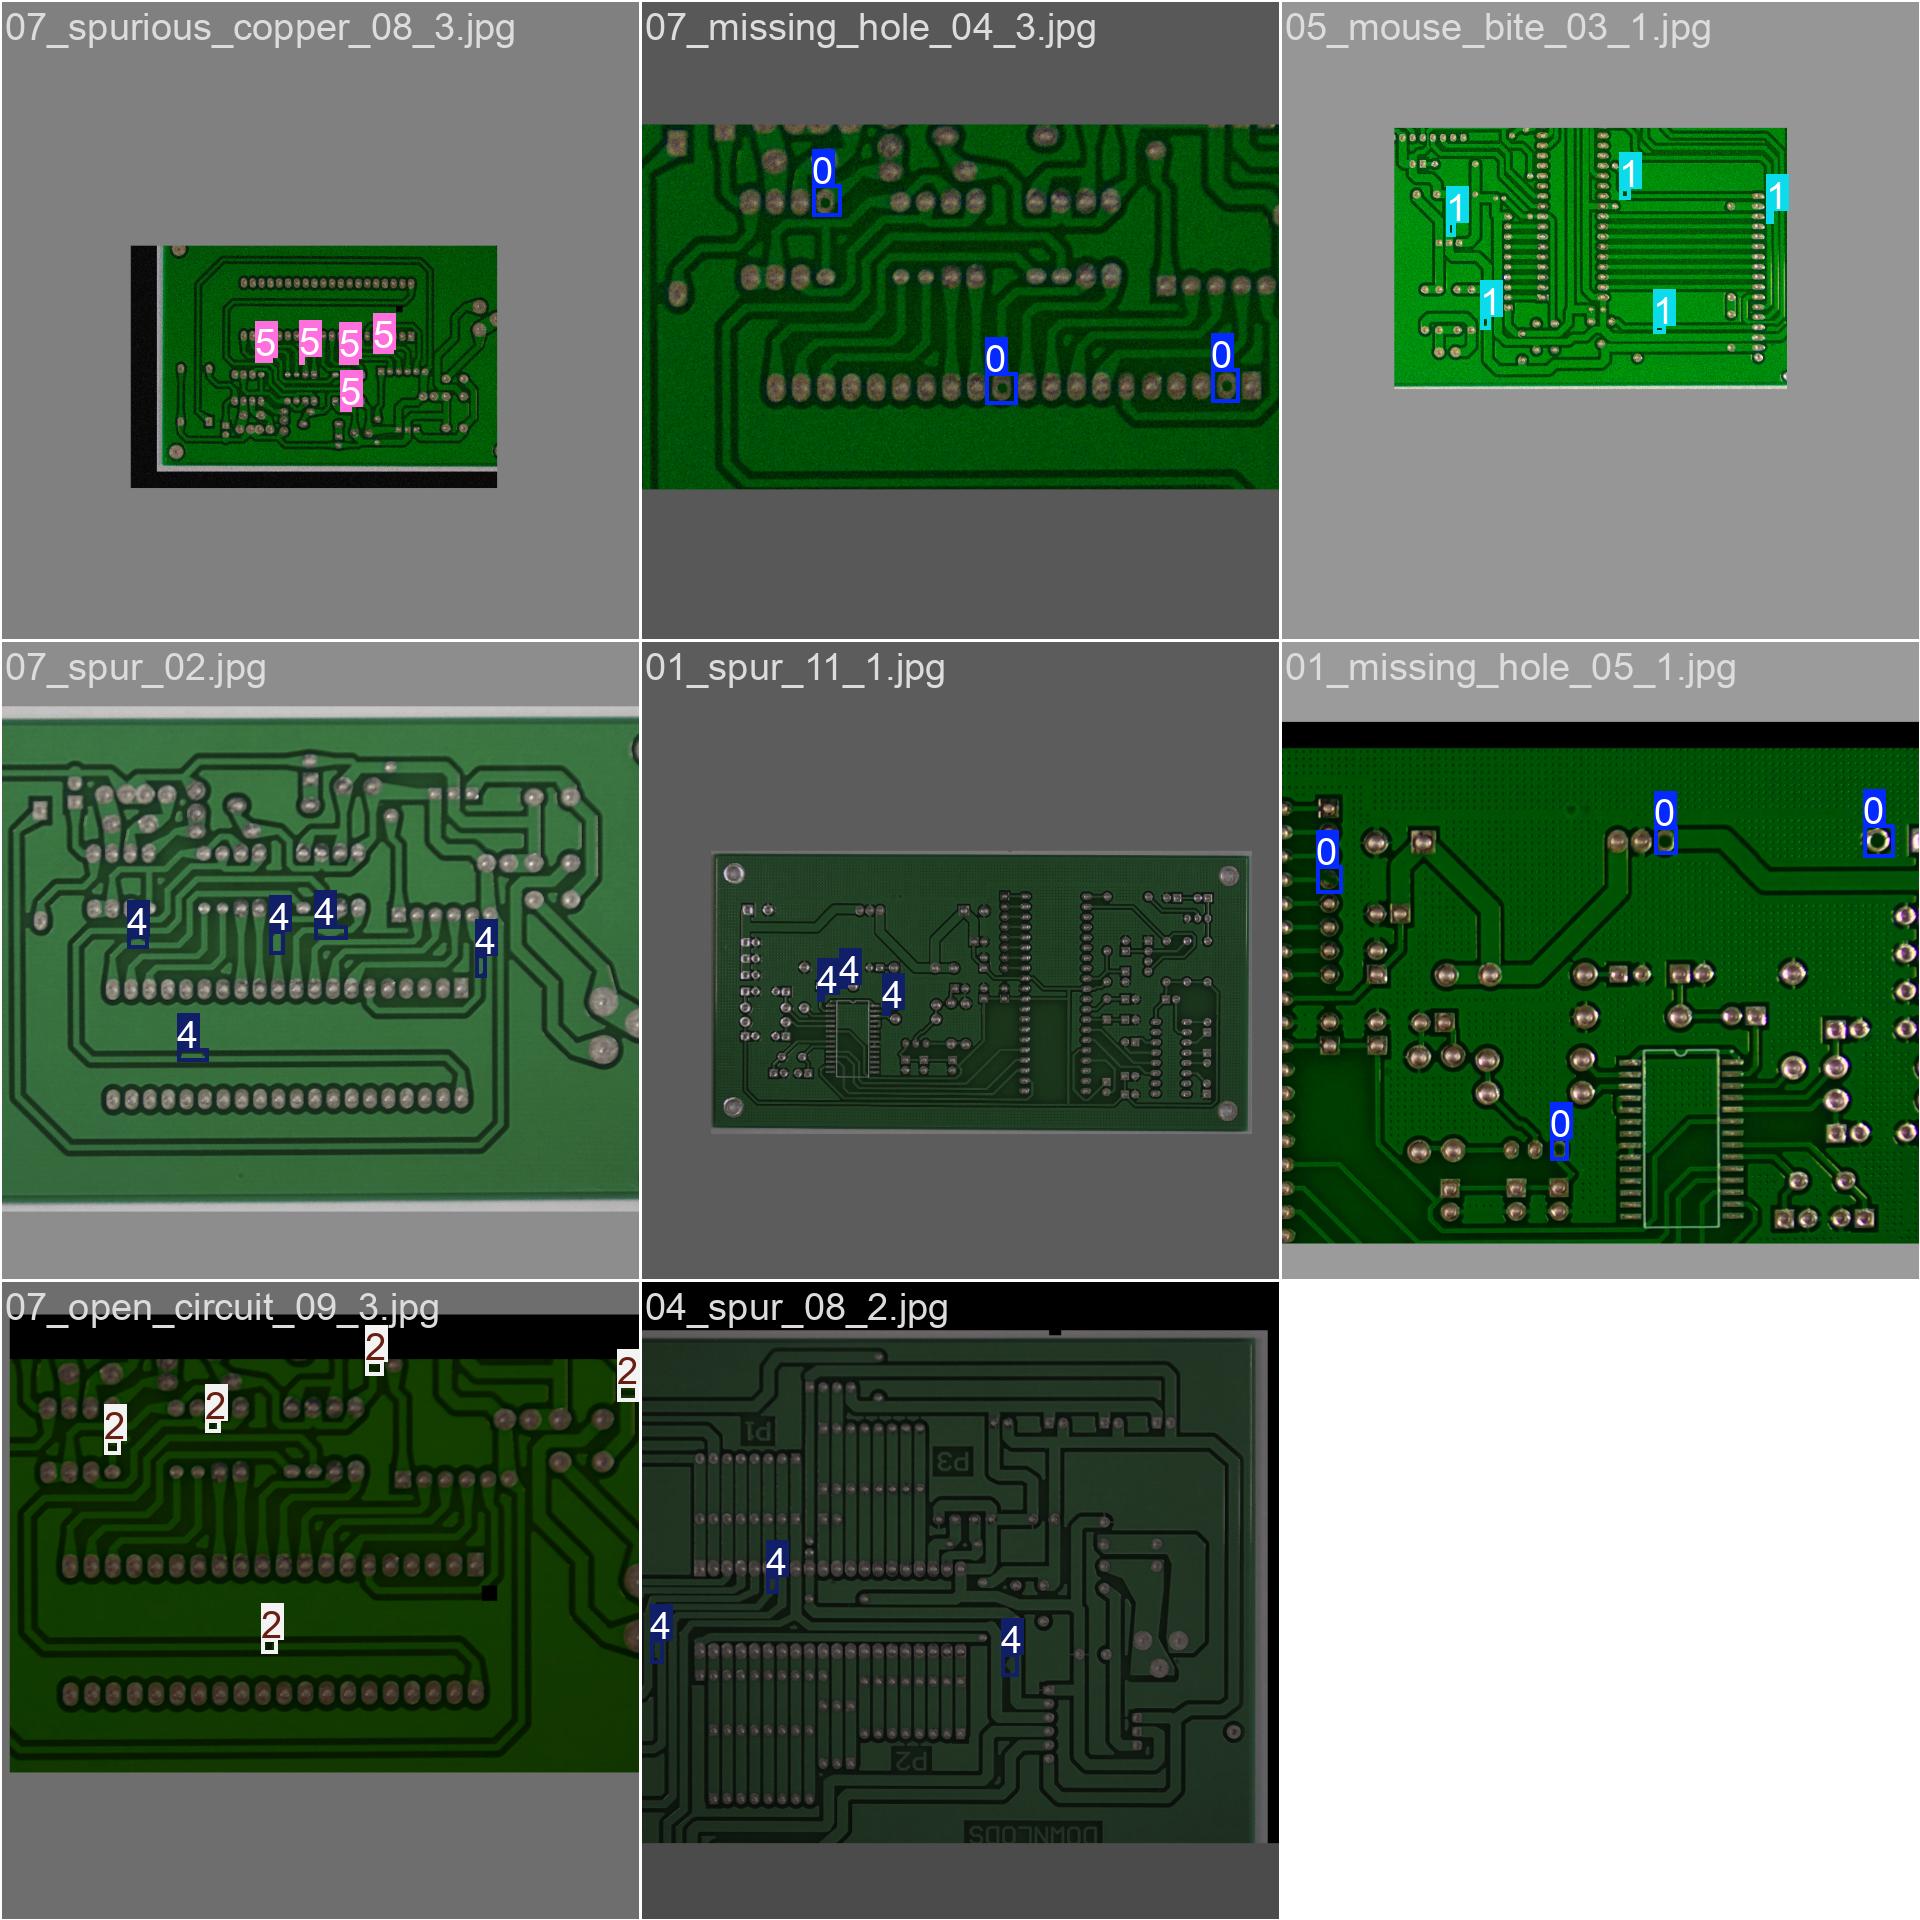 07_spurious_copper_08_3.jpg
07_missing_hole_04_3.jpg
05_mouse_bite_03_1.jpg
0
1
1
1
5
5
5
5
5
0
0
1
1
07_spur_02.jpg
01_spur_11_1.jpg
01_missing_hole_05_1.jpg
4
4
4
4
4
4
4
4
0
0
0
0
07_open_circuit_09_3.jpg
04_spur_08_2.jpg
2
2
2
2
2
P1
P3
4
4
4
P2
DOWNLODS